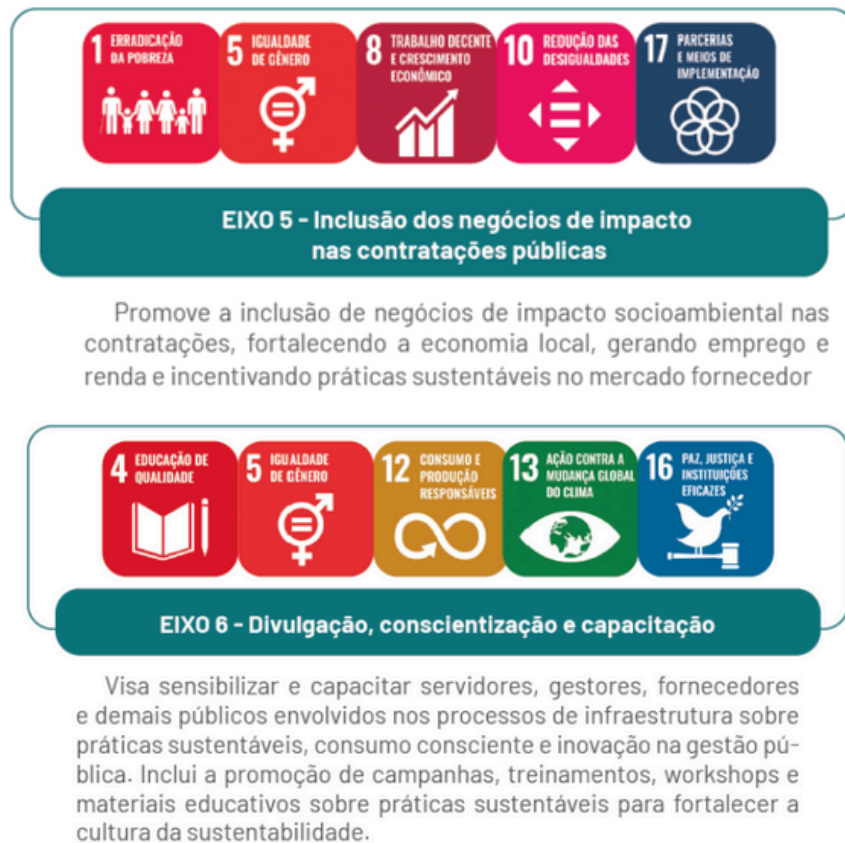 1 ERRADICAÇÃO
DA POBREZA
5 IGUALDADE
DE GÊNERO
8 TRABALHO DECENTE
E CRESCIMENTO
ECONÔMICO
10 REDUÇÃO DAS
DESIGUALDADES
17 PARCERIAS
E MEIOS DE
IMPLEMENTAÇÃO
EIXO 5 - Inclusão dos negócios de impacto
nas contratações públicas
Promove a inclusão de negócios de impacto socioambiental nas
contratações, fortalecendo a economia local, gerando emprego e
renda e incentivando práticas sustentáveis no mercado fornecedor
4 EDUCAÇÃO DE
QUALIDADE
5 IGUALDADE
DE GÊNERO
12 CONSUMO E
PRODUÇÃO
RESPONSÁVEIS
13 AÇÃO CONTRA A
MUDANÇA GLOBAL
DO CLIMA
16 PAZ, JUSTIÇA E
INSTITUIÇÕES
EFICAZES
EIXO 6 - Divulgação, conscientização e capacitação
Visa sensibilizar e capacitar servidores, gestores, fornecedores
e demais públicos envolvidos nos processos de infraestrutura sobre
práticas sustentáveis, consumo consciente e inovação na gestão pú-
blica. Inclui a promoção de campanhas, treinamentos, workshops e
materiais educativos sobre práticas sustentáveis para fortalecer a
cultura da sustentabilidade.